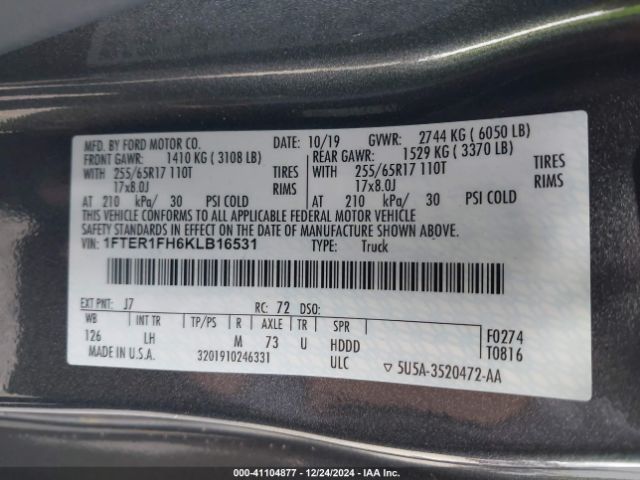 MFD. BY FORD MOTOR CO. DATE: 10/19 GVWR: 2744 KG ( 6050 LB)
FRONT GAWR: 1410 KG ( 3108 LB) REAR GAWR: 1529 KG ( 3370 LB)
WITH 255/65R17 110T TIRES WITH 255/65R17 110T TIRES
17x8.0J RIMS 17x8.0J RIMS
AT 210 kPa/ 30 PSI COLD AT 210 kPa/ 30 PSI COLD
THIS VEHICLE CONFORMS TO ALL APPLICABLE FEDERAL MOTOR VEHICLE
SAFETY STANDARDS IN EFFECT ON THE DATE OF MANUFACTURE SHOWN ABOVE.
VIN: 1FTER1FH6KLB16531 TYPE: Truck
EXT PNT: J7 RC: 72 DSO:
WB INT TR TP/PS R AXLE TR SPR
126 LH M 73 U HDDD F0274
MADE IN U.S.A. 3201910246331 ULC T0816
▽ 5U5A-3520472-AA
000-41104877 - 12/24/2024 - IAAI.COM